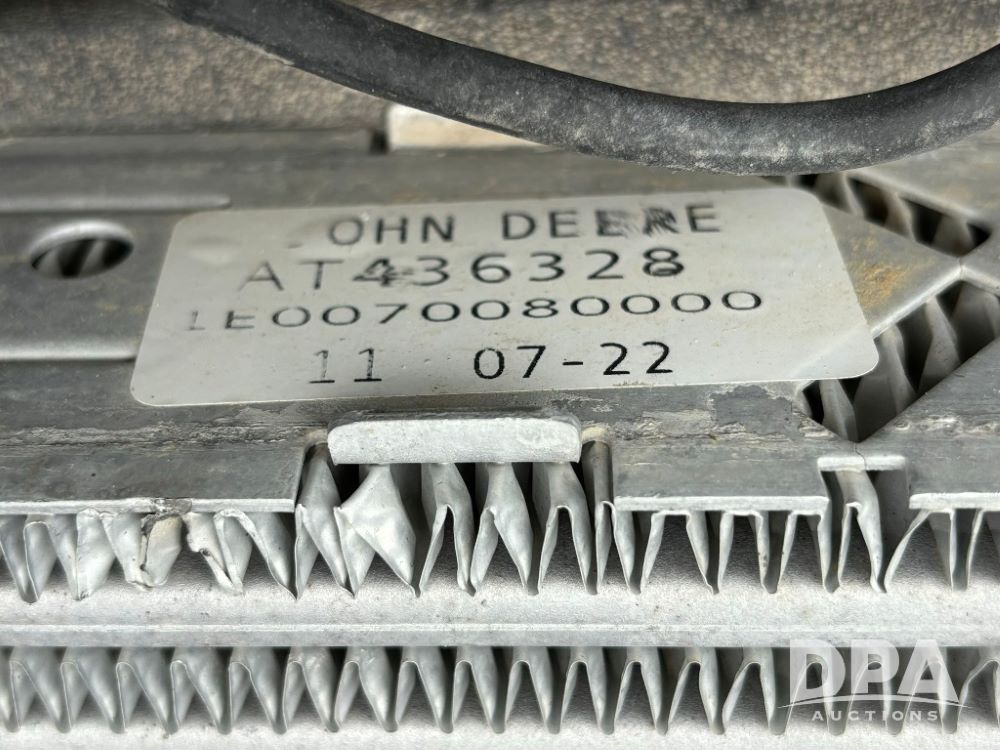 OHN DEERE
AT436328
1E0070080000
11 07-22
DPA
AUCTIONS